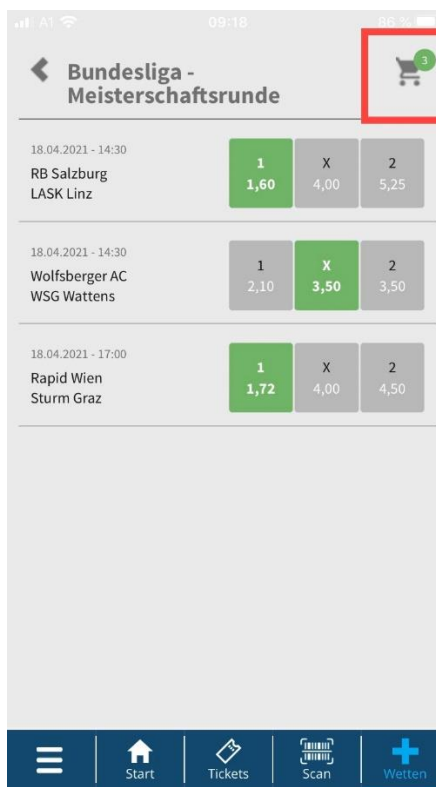 A1 09:18 86 %
Bundesliga -
Meisterschaftsrunde
3
18.04.2021 - 14:30
RB Salzburg
LASK Linz
1 X 2
1,60 4,00 5,25
18.04.2021 - 14:30
Wolfsberger AC
WSG Wattens
1 X 2
2,10 3,50 3,50
18.04.2021 - 17:00
Rapid Wien
Sturm Graz
1 X 2
1,72 4,00 4,50
Start Tickets Scan Wetten